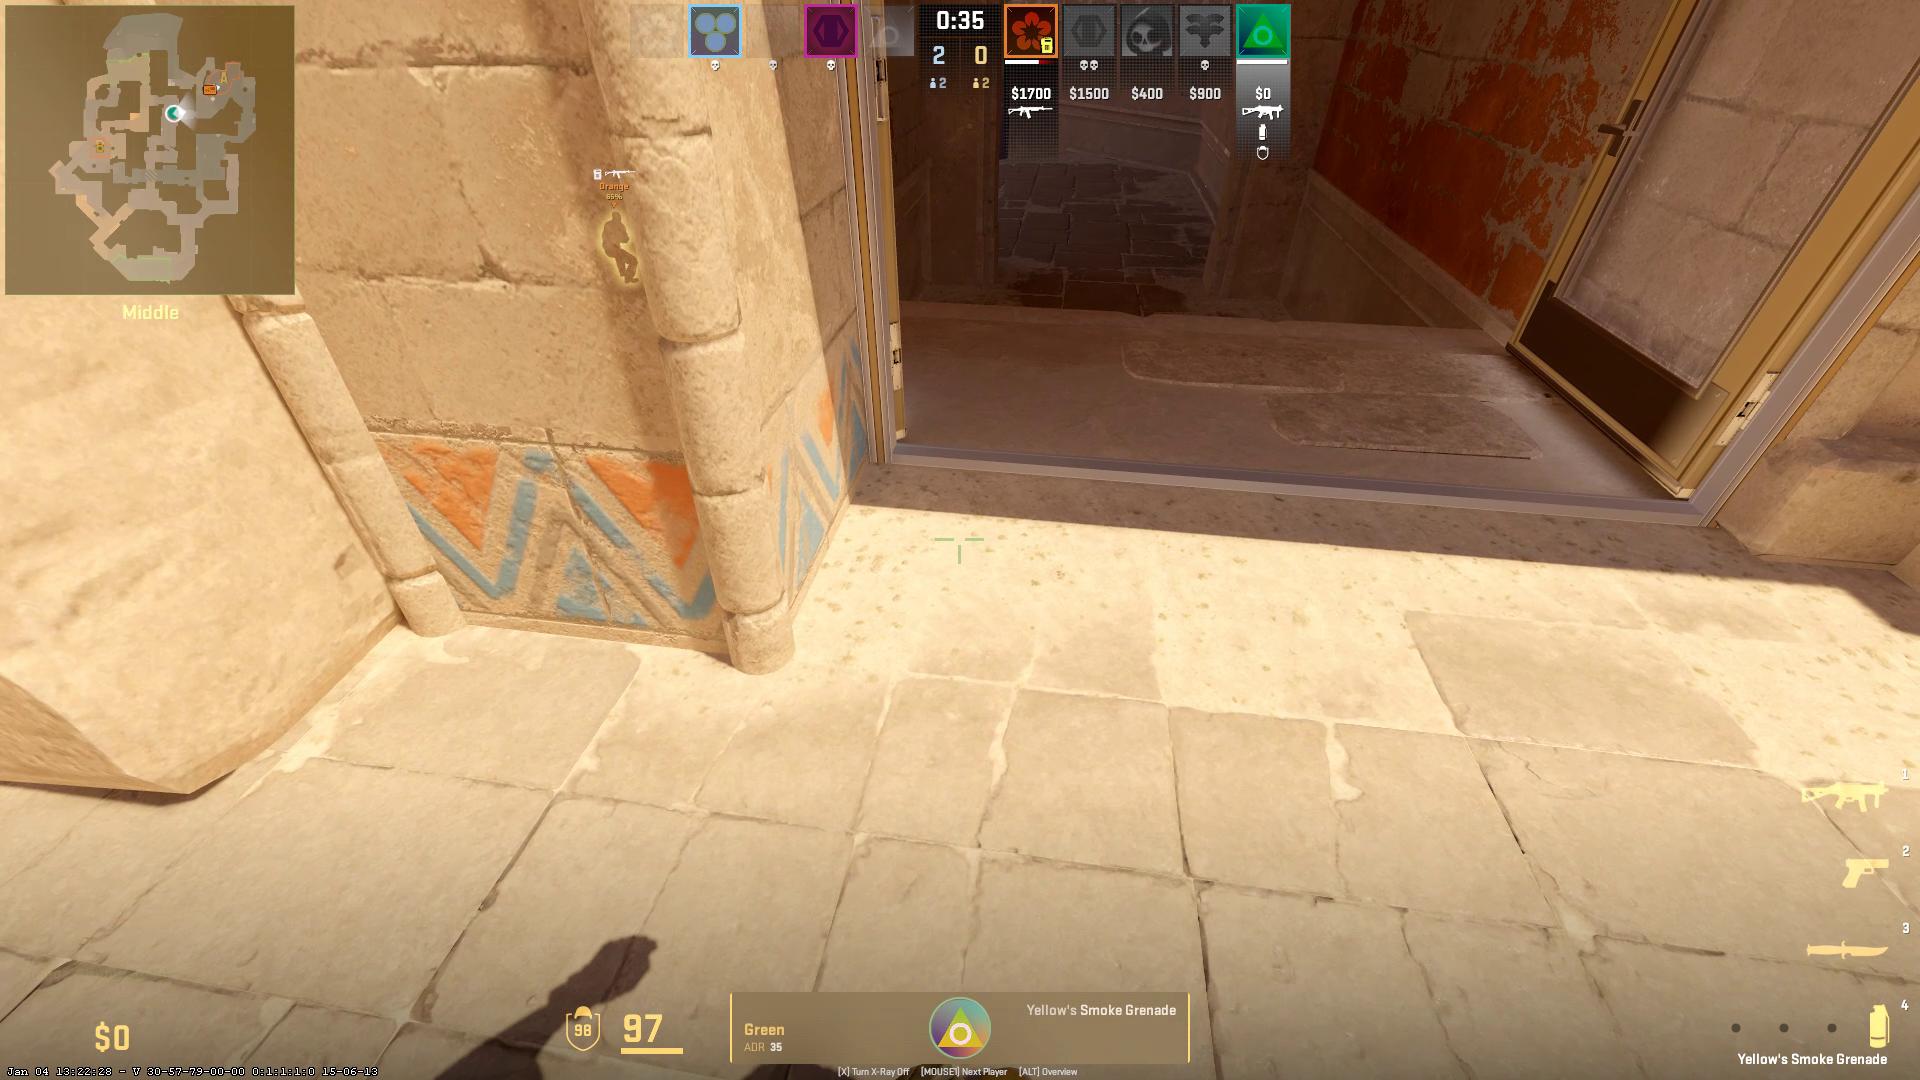 A
B
Middle
0:35
2 0
2 2
$1700 $1500 $400 $900 $0
Orange
65%
1
2
3
4
$0
98
97
Green
ADR 35
Yellow's Smoke Grenade
Yellow's Smoke Grenade
Jan 04 13:22:28 - V 30-57-79-00-00 0:1:1:1:0 15-06-13
[X] Turn X-Ray Off [MOUSE1] Next Player [ALT] Overview